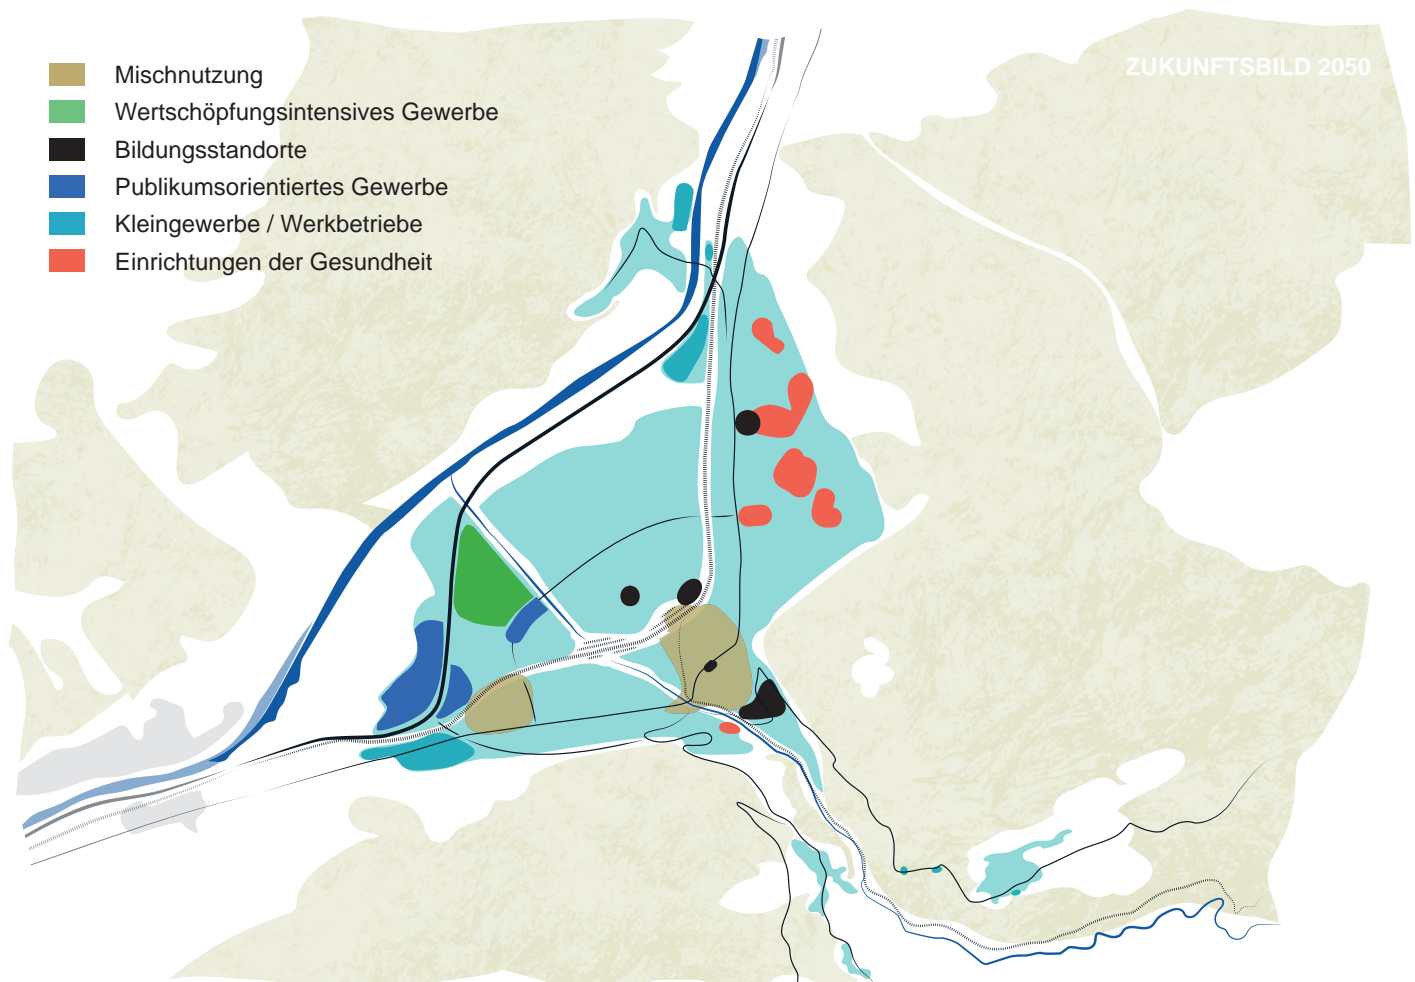 ZUKUNFTSBILD 2050
Mischnutzung
Wertschöpfungsintensives Gewerbe
Bildungsstandorte
Publikumsorientiertes Gewerbe
Kleingewerbe / Werkbetriebe
Einrichtungen der Gesundheit